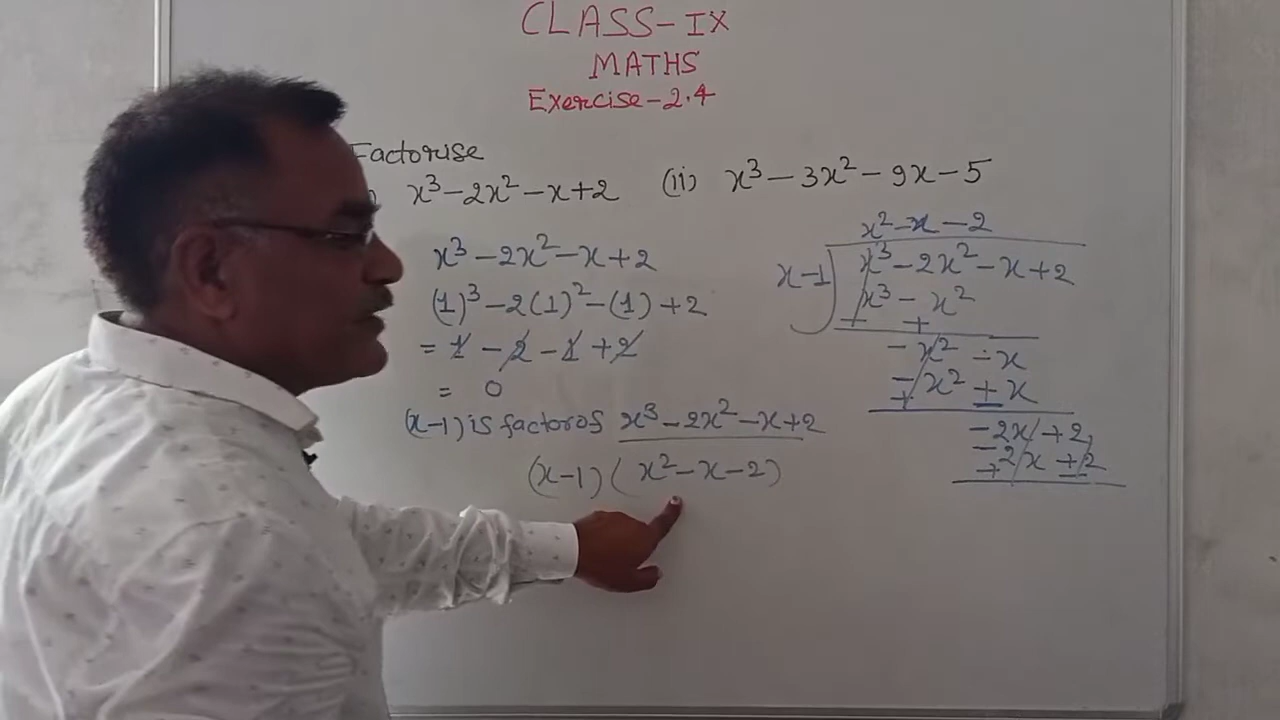 CLASS-IX
MATHS
Exercise-2.4
Factorise
) x³-2x²-x+2 (ii) x³-3x²-9x-5
x³-2x²-x+2
(1)³-2(1)²-(1)+2
= 1-2-1+2
= 0
(x-1) is factor of x³-2x²-x+2
(x-1)(x²-x-2)
x²-x-2
x-1 x³-2x²-x+2
x³-x²
- +
-x²-x
-x²+x
+ -
-2x+2
-2x+2
+ -